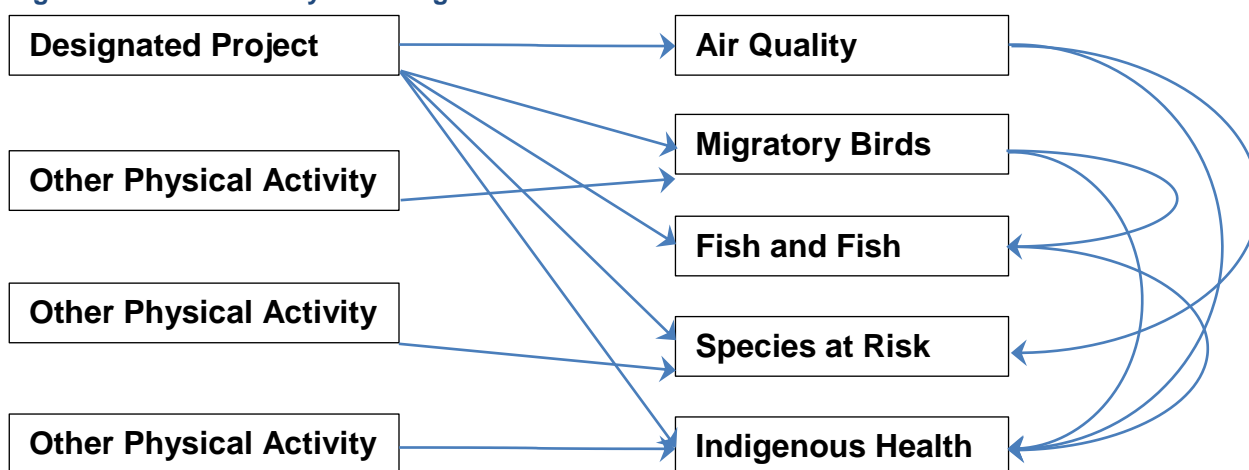 Designated Project
Air Quality
Migratory Birds
Other Physical Activity
Fish and Fish
Other Physical Activity
Species at Risk
Other Physical Activity
Indigenous Health